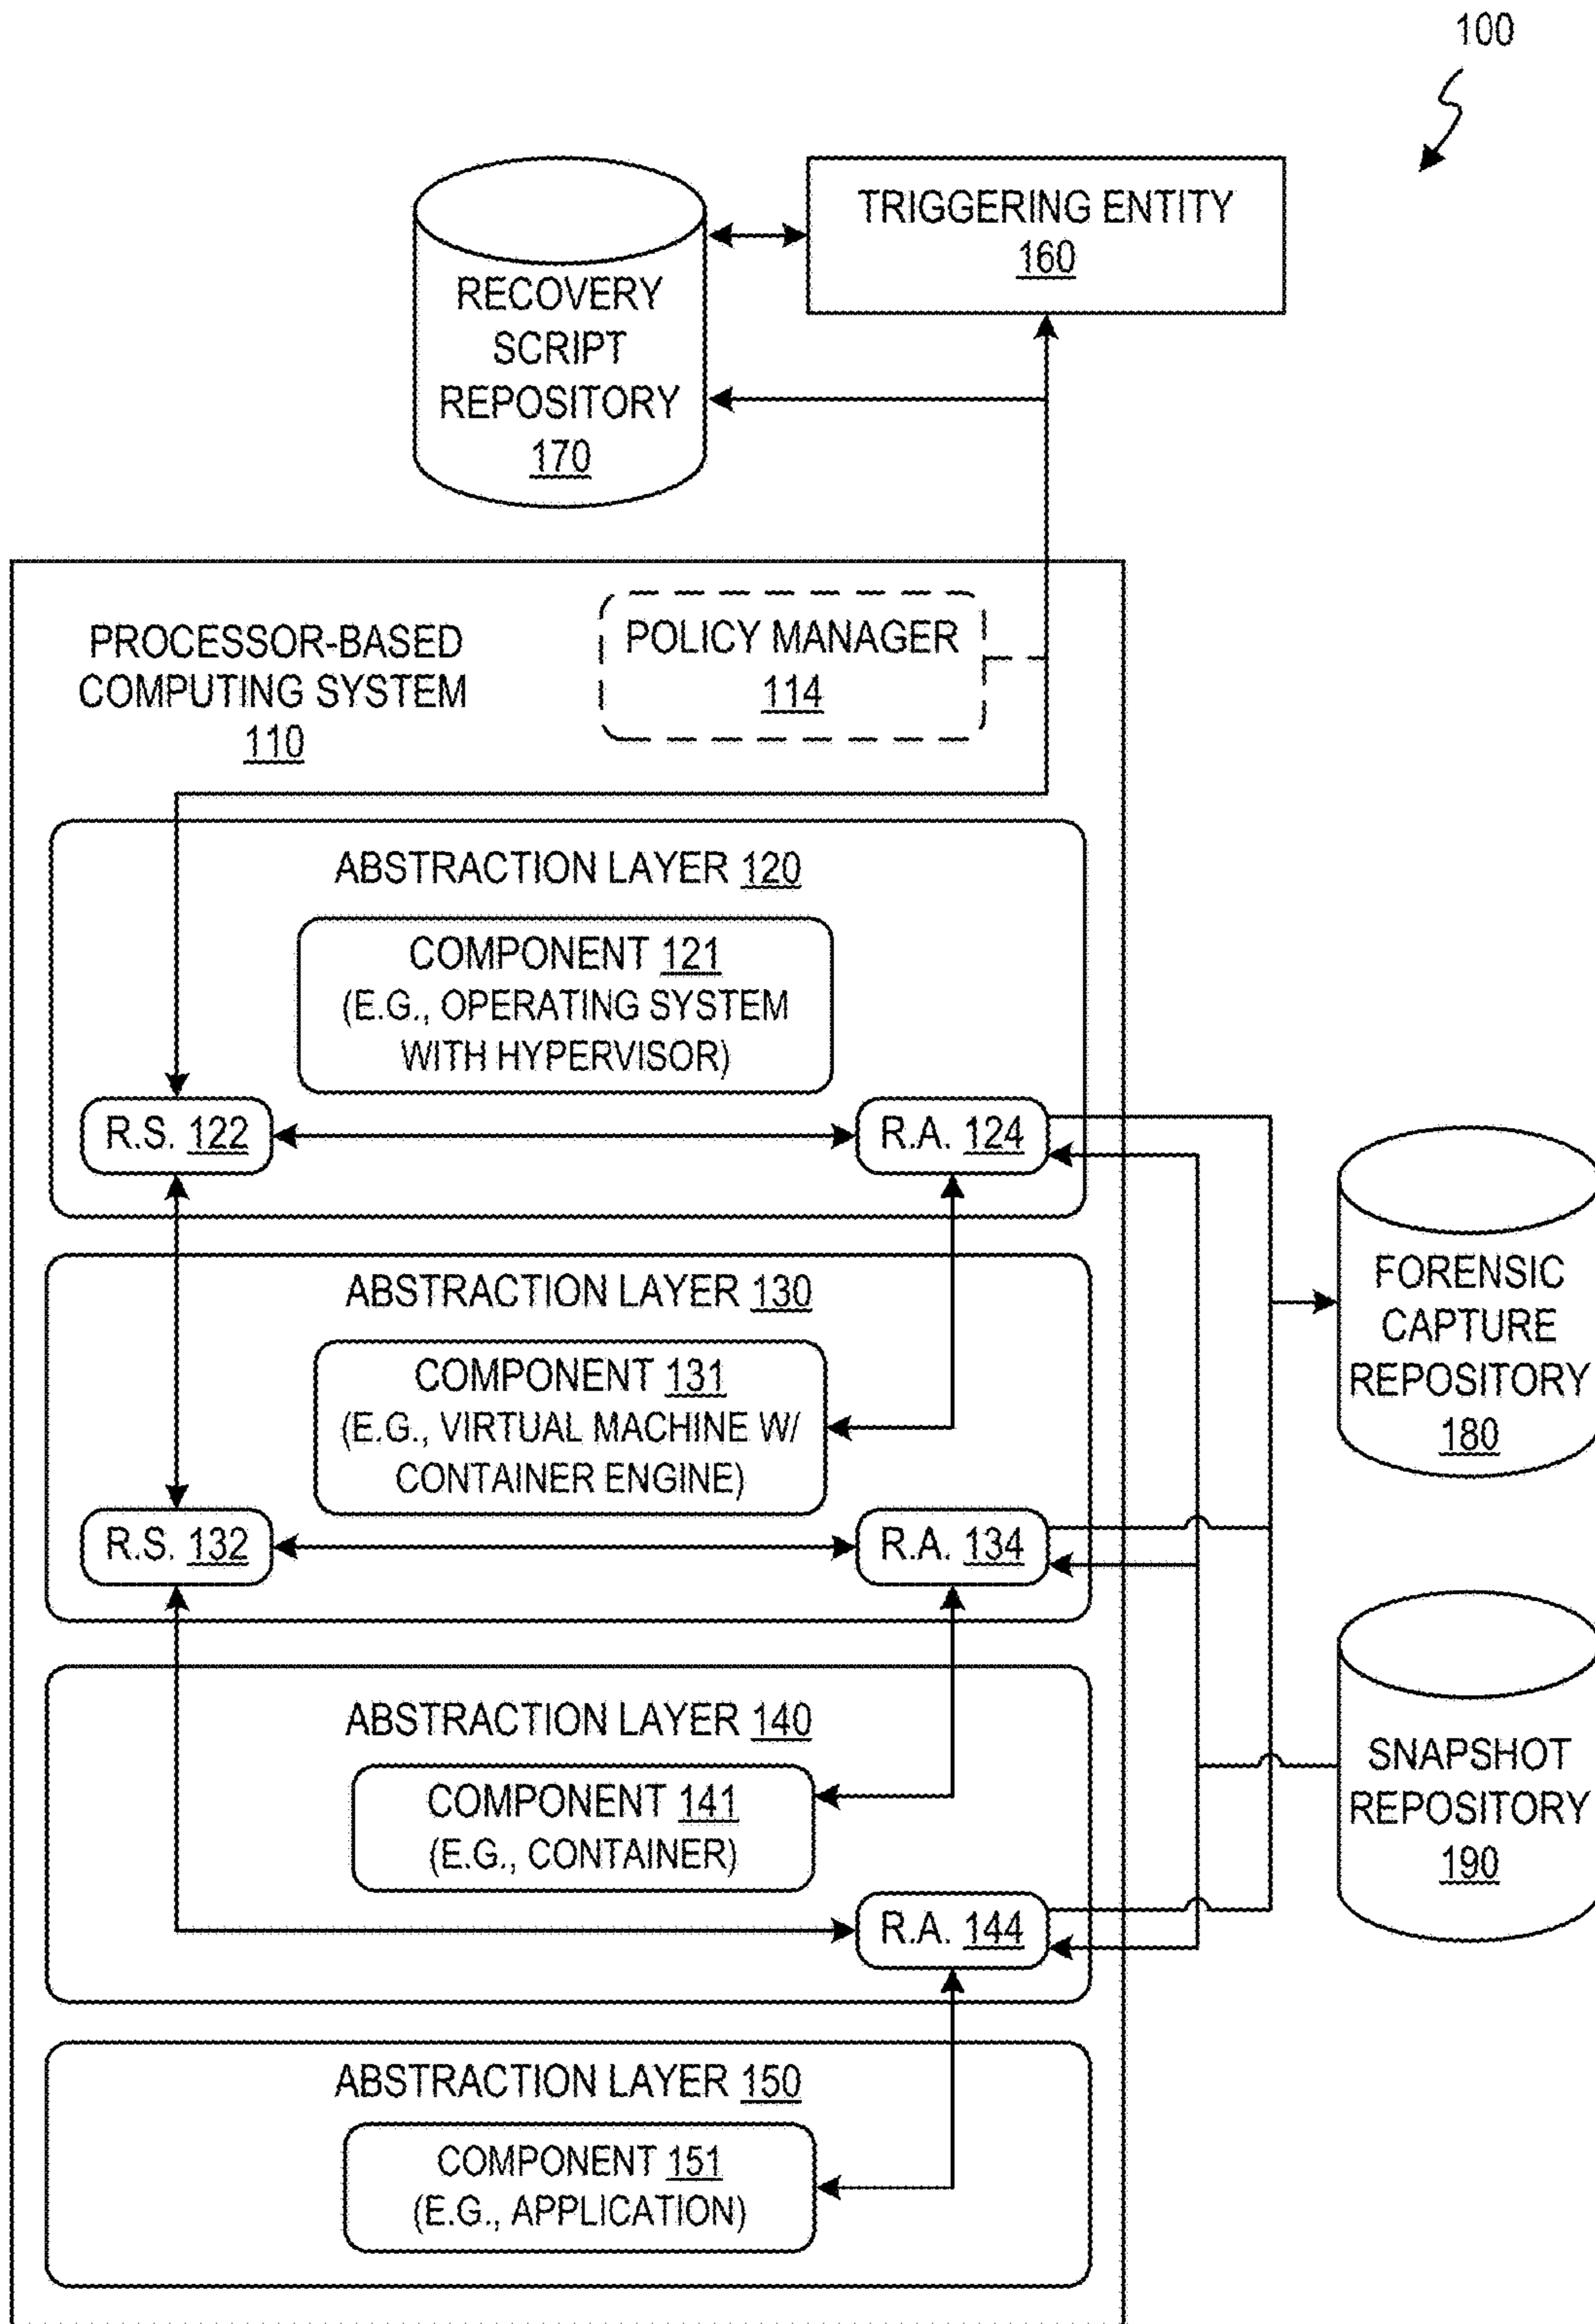 100
TRIGGERING ENTITY
160
RECOVERY
SCRIPT
REPOSITORY
170
PROCESSOR-BASED
COMPUTING SYSTEM
110
POLICY MANAGER
114
ABSTRACTION LAYER 120
COMPONENT 121
(E.G., OPERATING SYSTEM
WITH HYPERVISOR)
R.S. 122
R.A. 124
ABSTRACTION LAYER 130
COMPONENT 131
(E.G., VIRTUAL MACHINE W/
CONTAINER ENGINE)
R.S. 132
R.A. 134
FORENSIC
CAPTURE
REPOSITORY
180
ABSTRACTION LAYER 140
COMPONENT 141
(E.G., CONTAINER)
R.A. 144
SNAPSHOT
REPOSITORY
190
ABSTRACTION LAYER 150
COMPONENT 151
(E.G., APPLICATION)